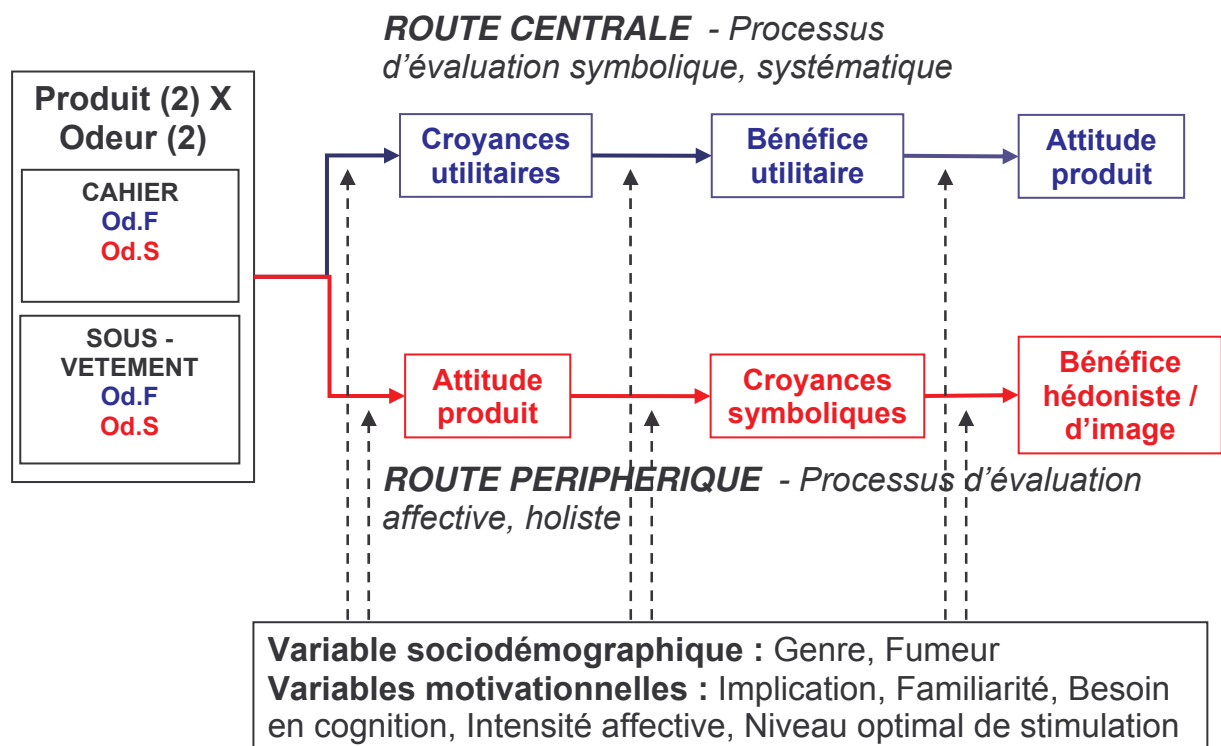 ROUTE CENTRALE - Processus
d’évaluation symbolique, systématique
Produit (2) X
Odeur (2)
CAHIER
Od.F
Od.S
SOUS -
VETEMENT
Od.F
Od.S
Croyances
utilitaires
Bénéfice
utilitaire
Attitude
produit
Attitude
produit
Croyances
symboliques
Bénéfice
hédoniste /
d’image
ROUTE PERIPHERIQUE - Processus d’évaluation
affective, holiste
Variable sociodémographique : Genre, Fumeur
Variables motivationnelles : Implication, Familiarité, Besoin
en cognition, Intensité affective, Niveau optimal de stimulation